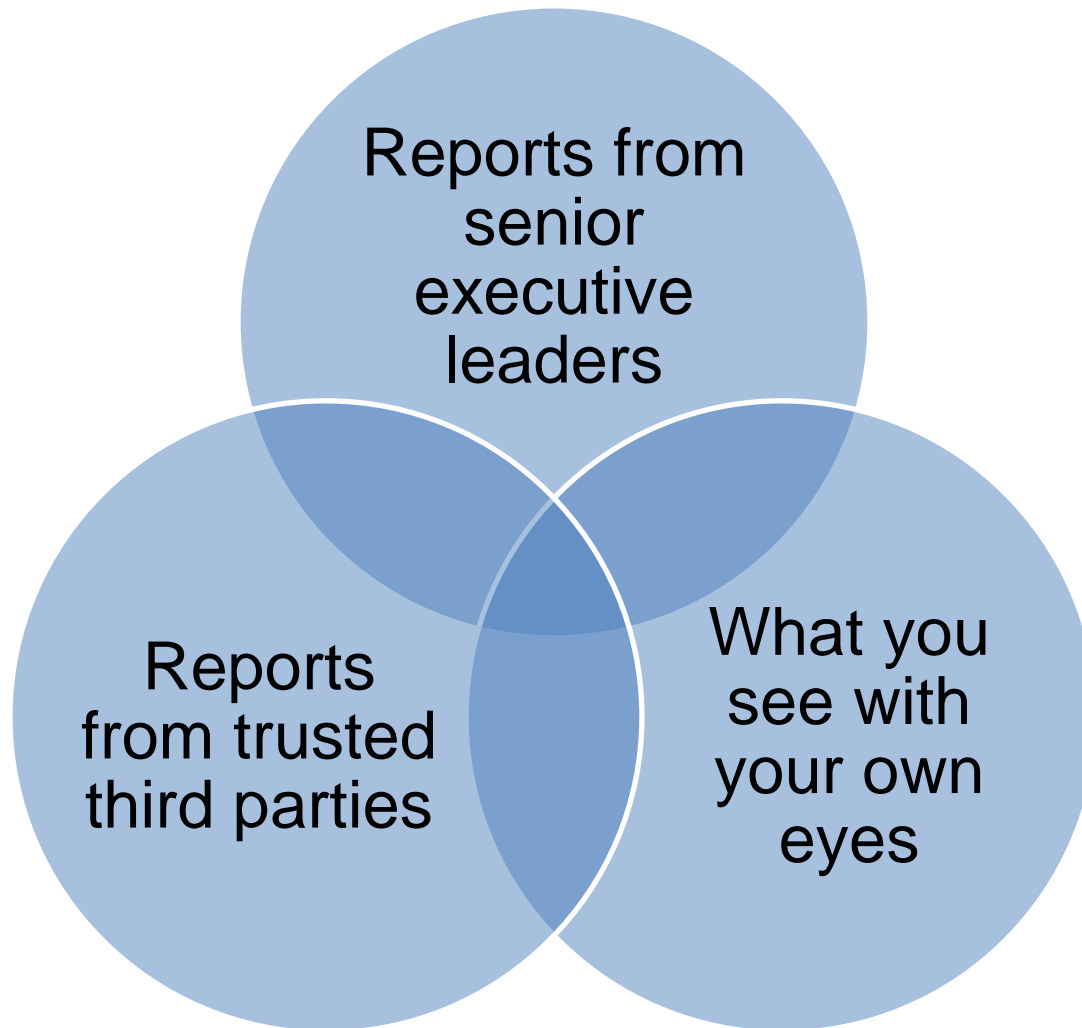 Reports from
senior
executive
leaders
Reports
from trusted
third parties
What you
see with
your own
eyes